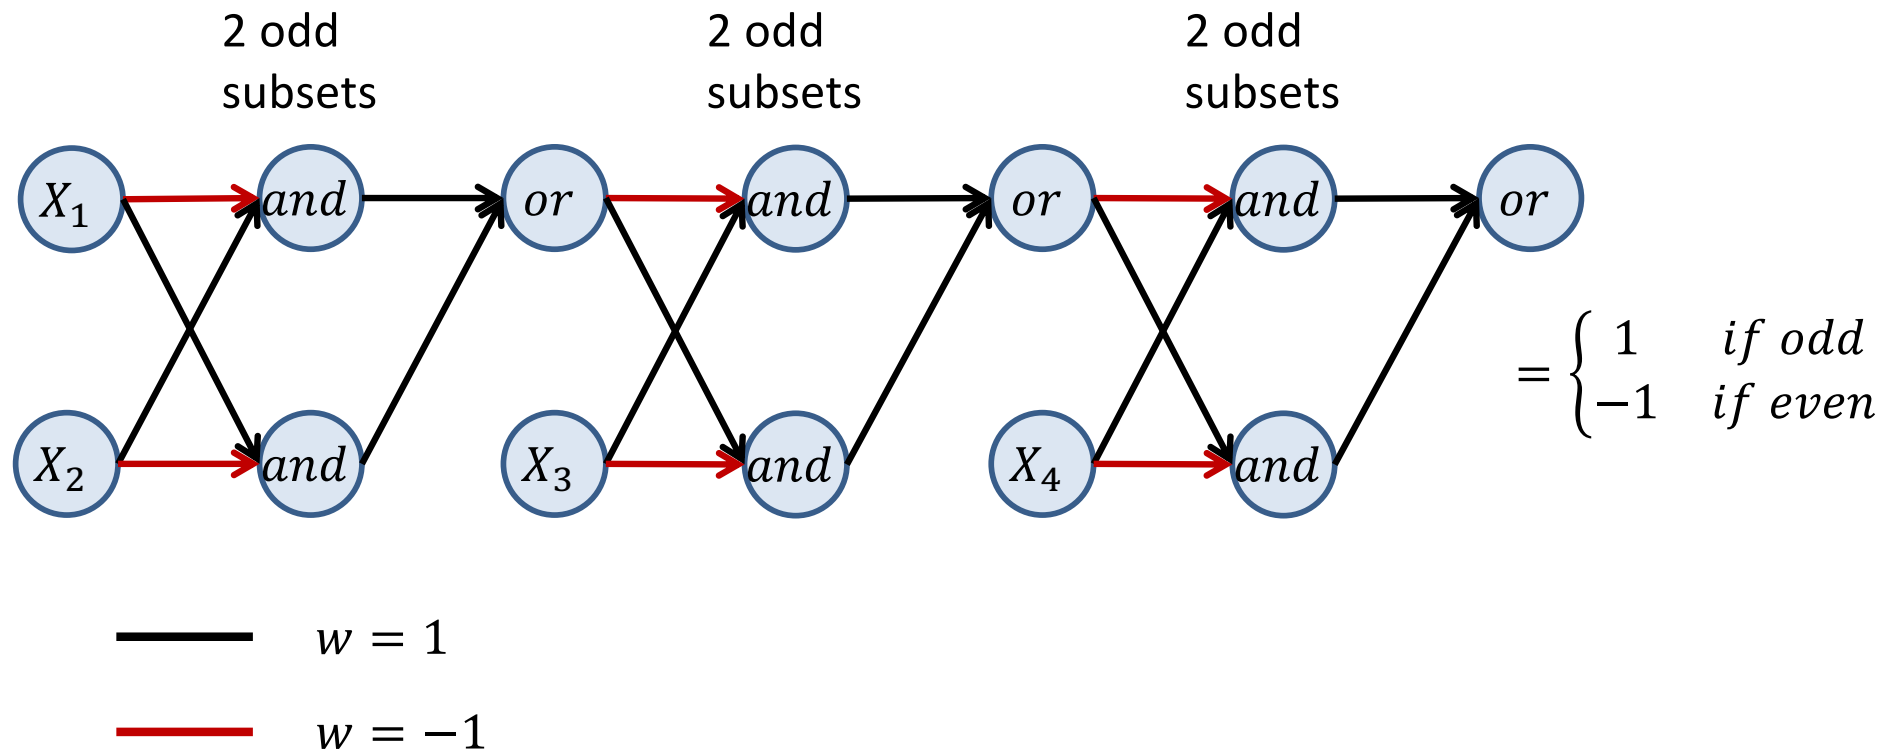 2 odd
subsets
2 odd
subsets
2 odd
subsets
X₁ and or and or and or
= { 1 if odd
−1 if even
X₂ and X₃ and X₄ and
w = 1
w = −1